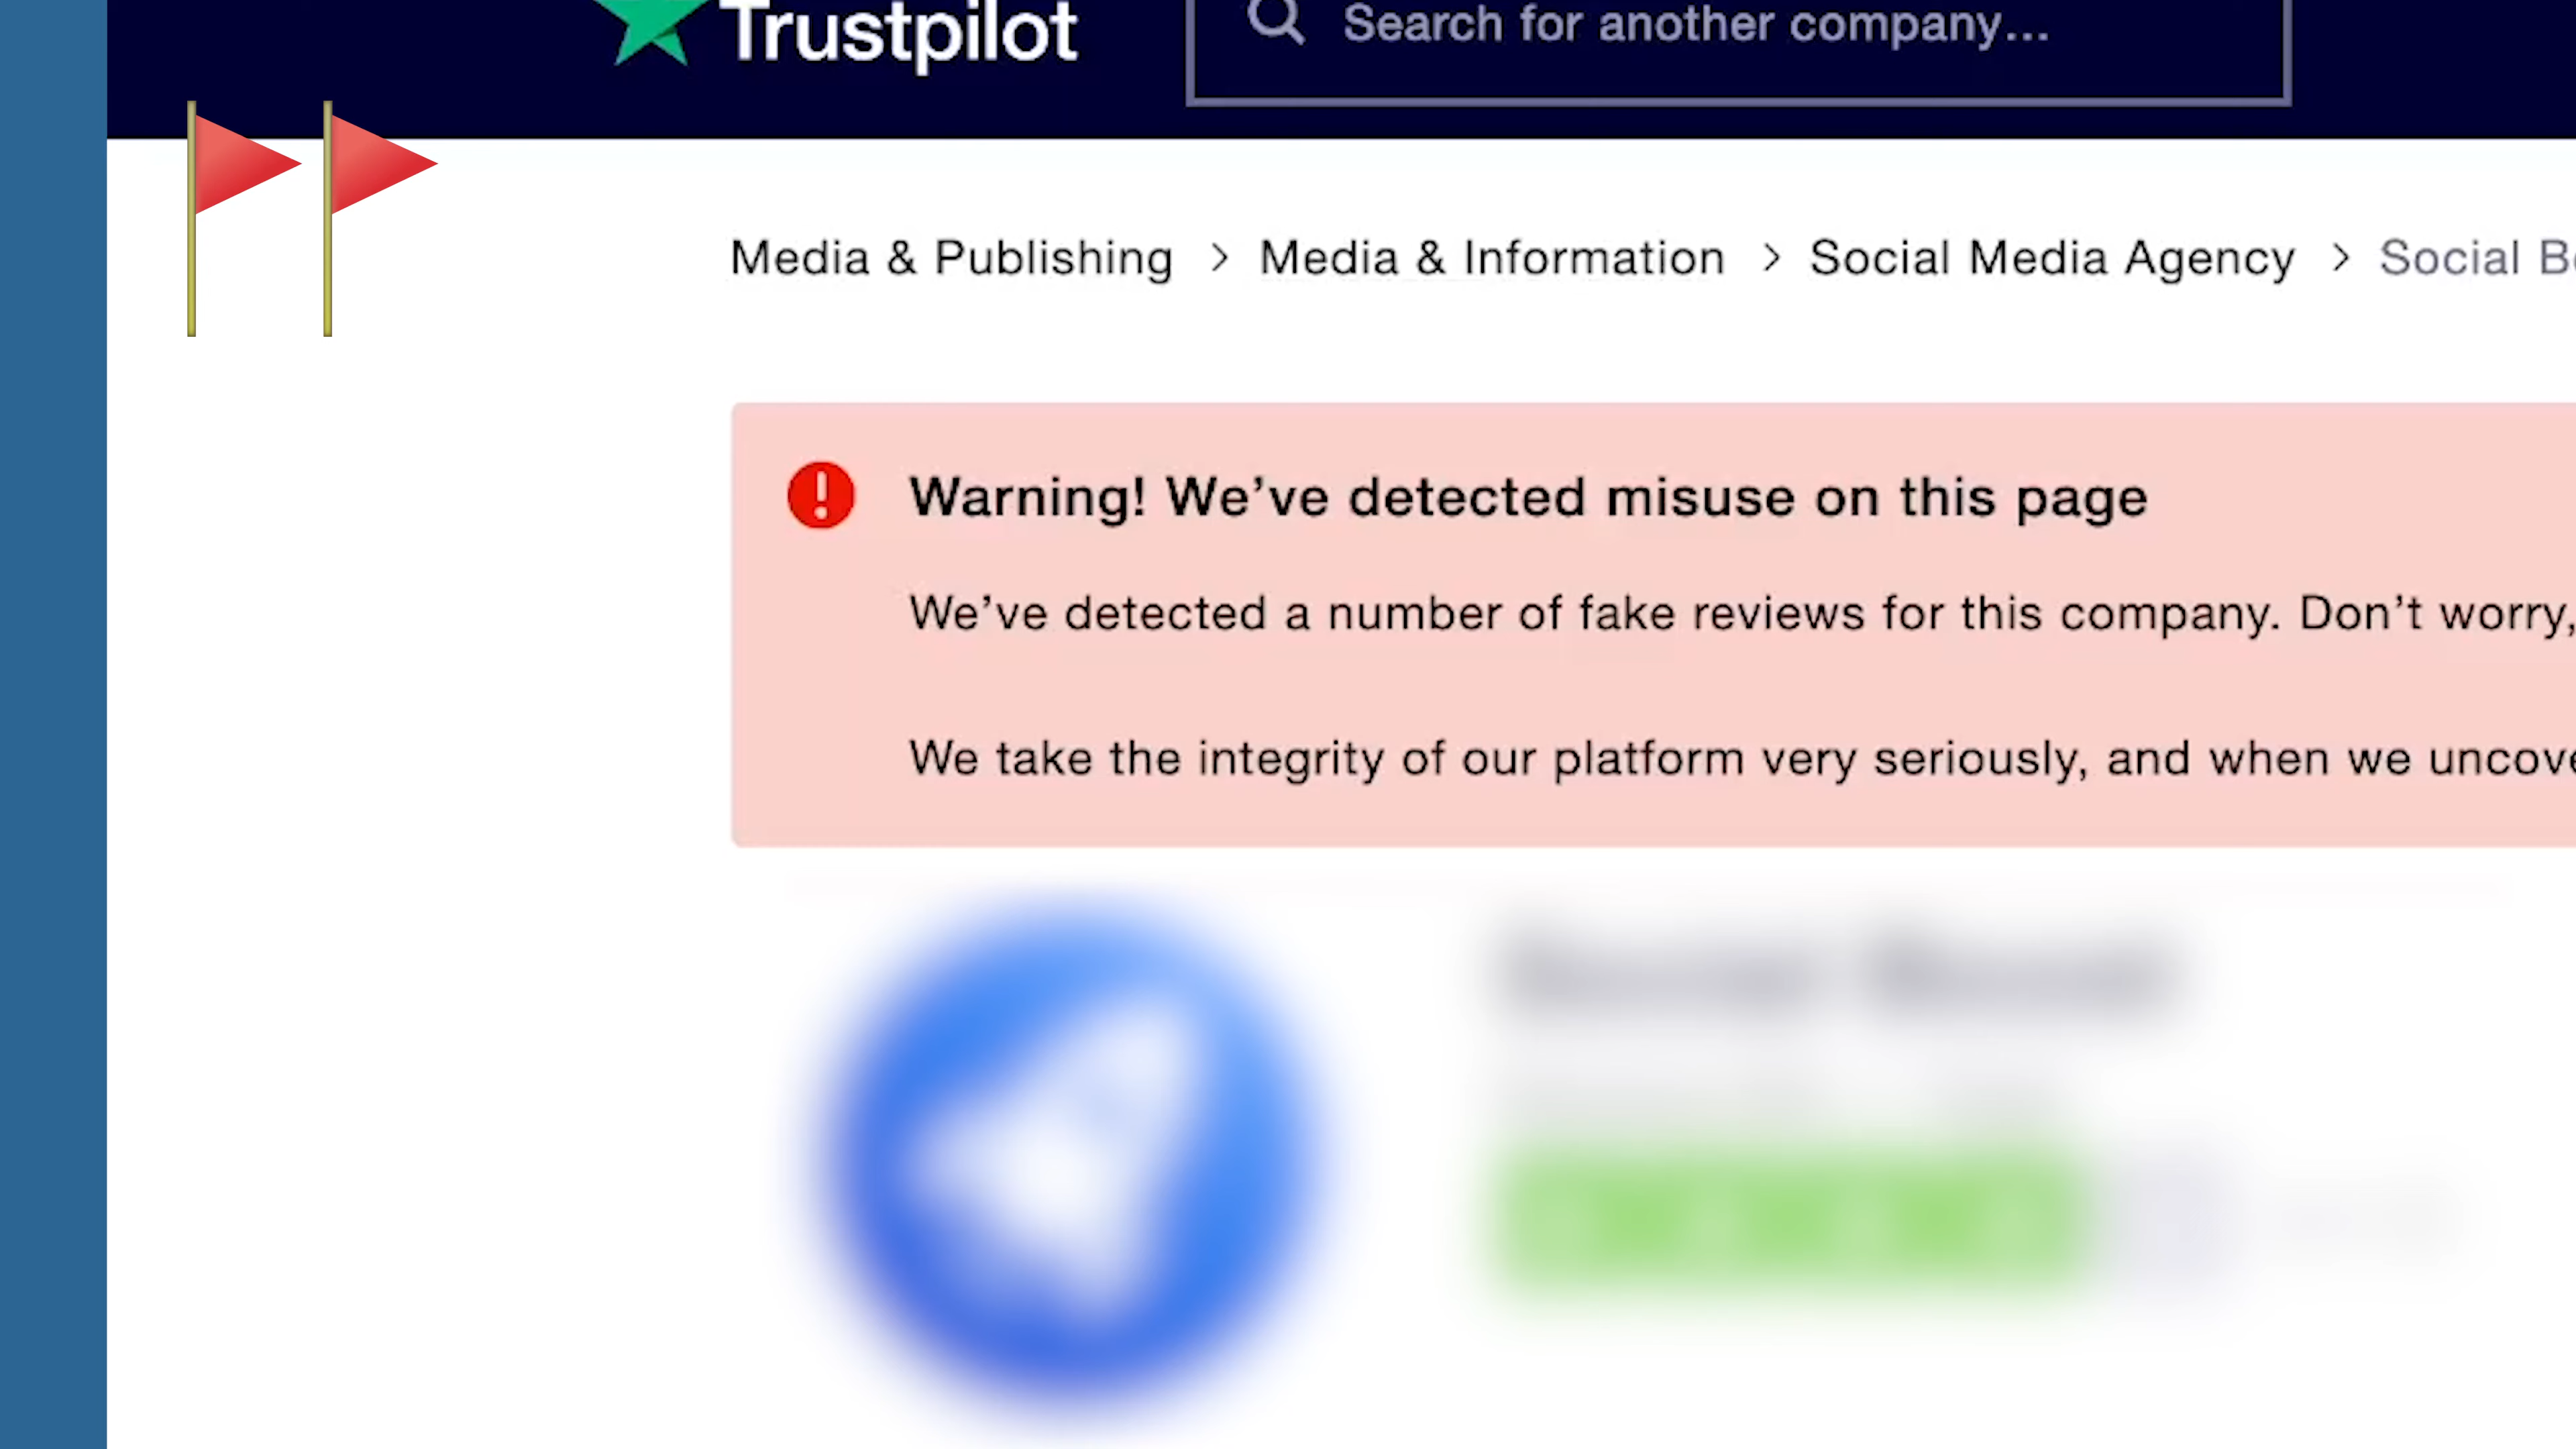 Trustpilot
Search for another company...
Media & Publishing > Media & Information > Social Media Agency > Social
Warning! We've detected misuse on this page
We've detected a number of fake reviews for this company. Don't worry,
We take the integrity of our platform very seriously, and when we